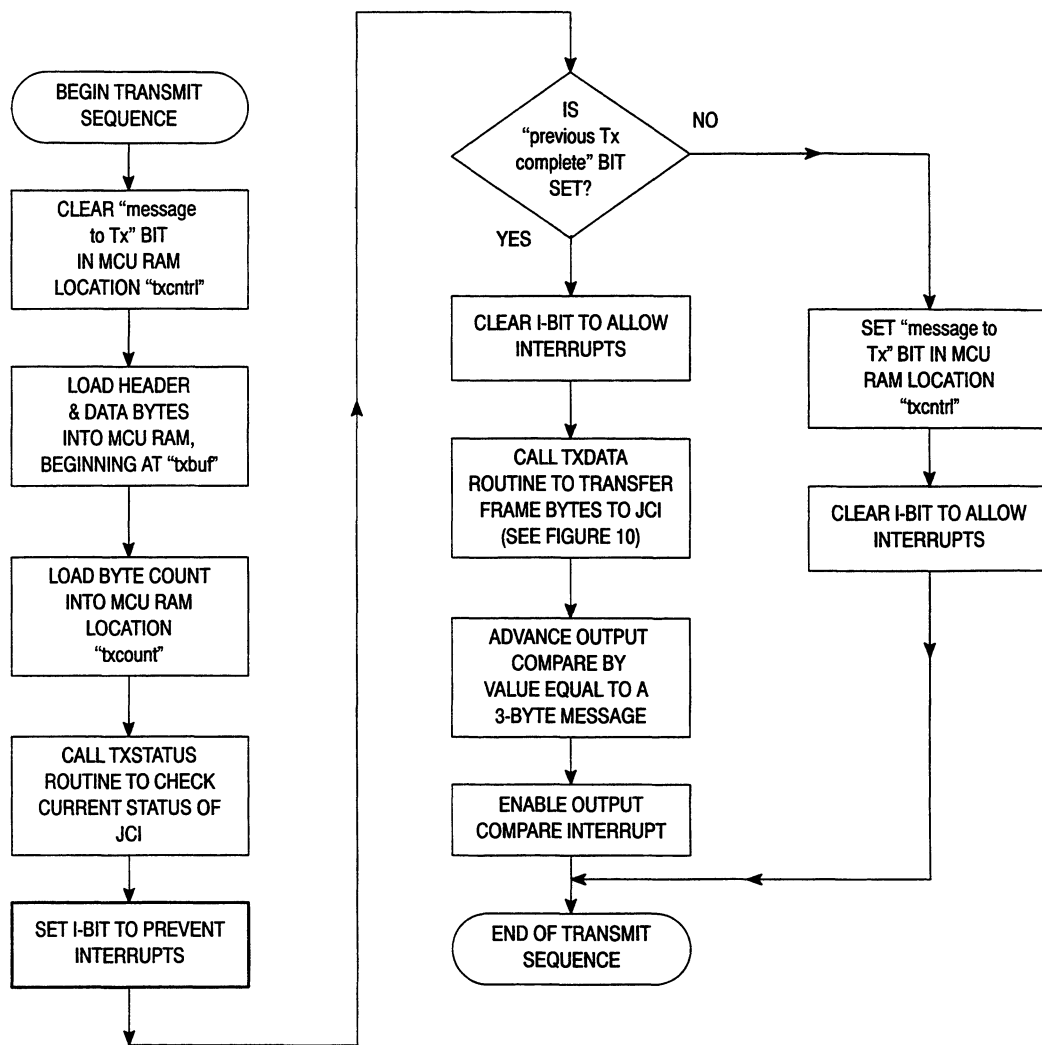 BEGIN TRANSMIT
SEQUENCE
CLEAR “message
to Tx” BIT
IN MCU RAM
LOCATION “txcntrl”
LOAD HEADER
& DATA BYTES
INTO MCU RAM,
BEGINNING AT “txbuf”
LOAD BYTE COUNT
INTO MCU RAM
LOCATION
“txcount”
CALL TXSTATUS
ROUTINE TO CHECK
CURRENT STATUS OF
JCI
SET I-BIT TO PREVENT
INTERRUPTS
IS
“previous Tx
complete” BIT
SET?
NO
YES
CLEAR I-BIT TO ALLOW
INTERRUPTS
CALL TXDATA
ROUTINE TO TRANSFER
FRAME BYTES TO JCI
(SEE FIGURE 10)
ADVANCE OUTPUT
COMPARE BY
VALUE EQUAL TO A
3-BYTE MESSAGE
ENABLE OUTPUT
COMPARE INTERRUPT
SET “message to
Tx” BIT IN MCU
RAM LOCATION
“txcntrl”
CLEAR I-BIT TO ALLOW
INTERRUPTS
END OF TRANSMIT
SEQUENCE